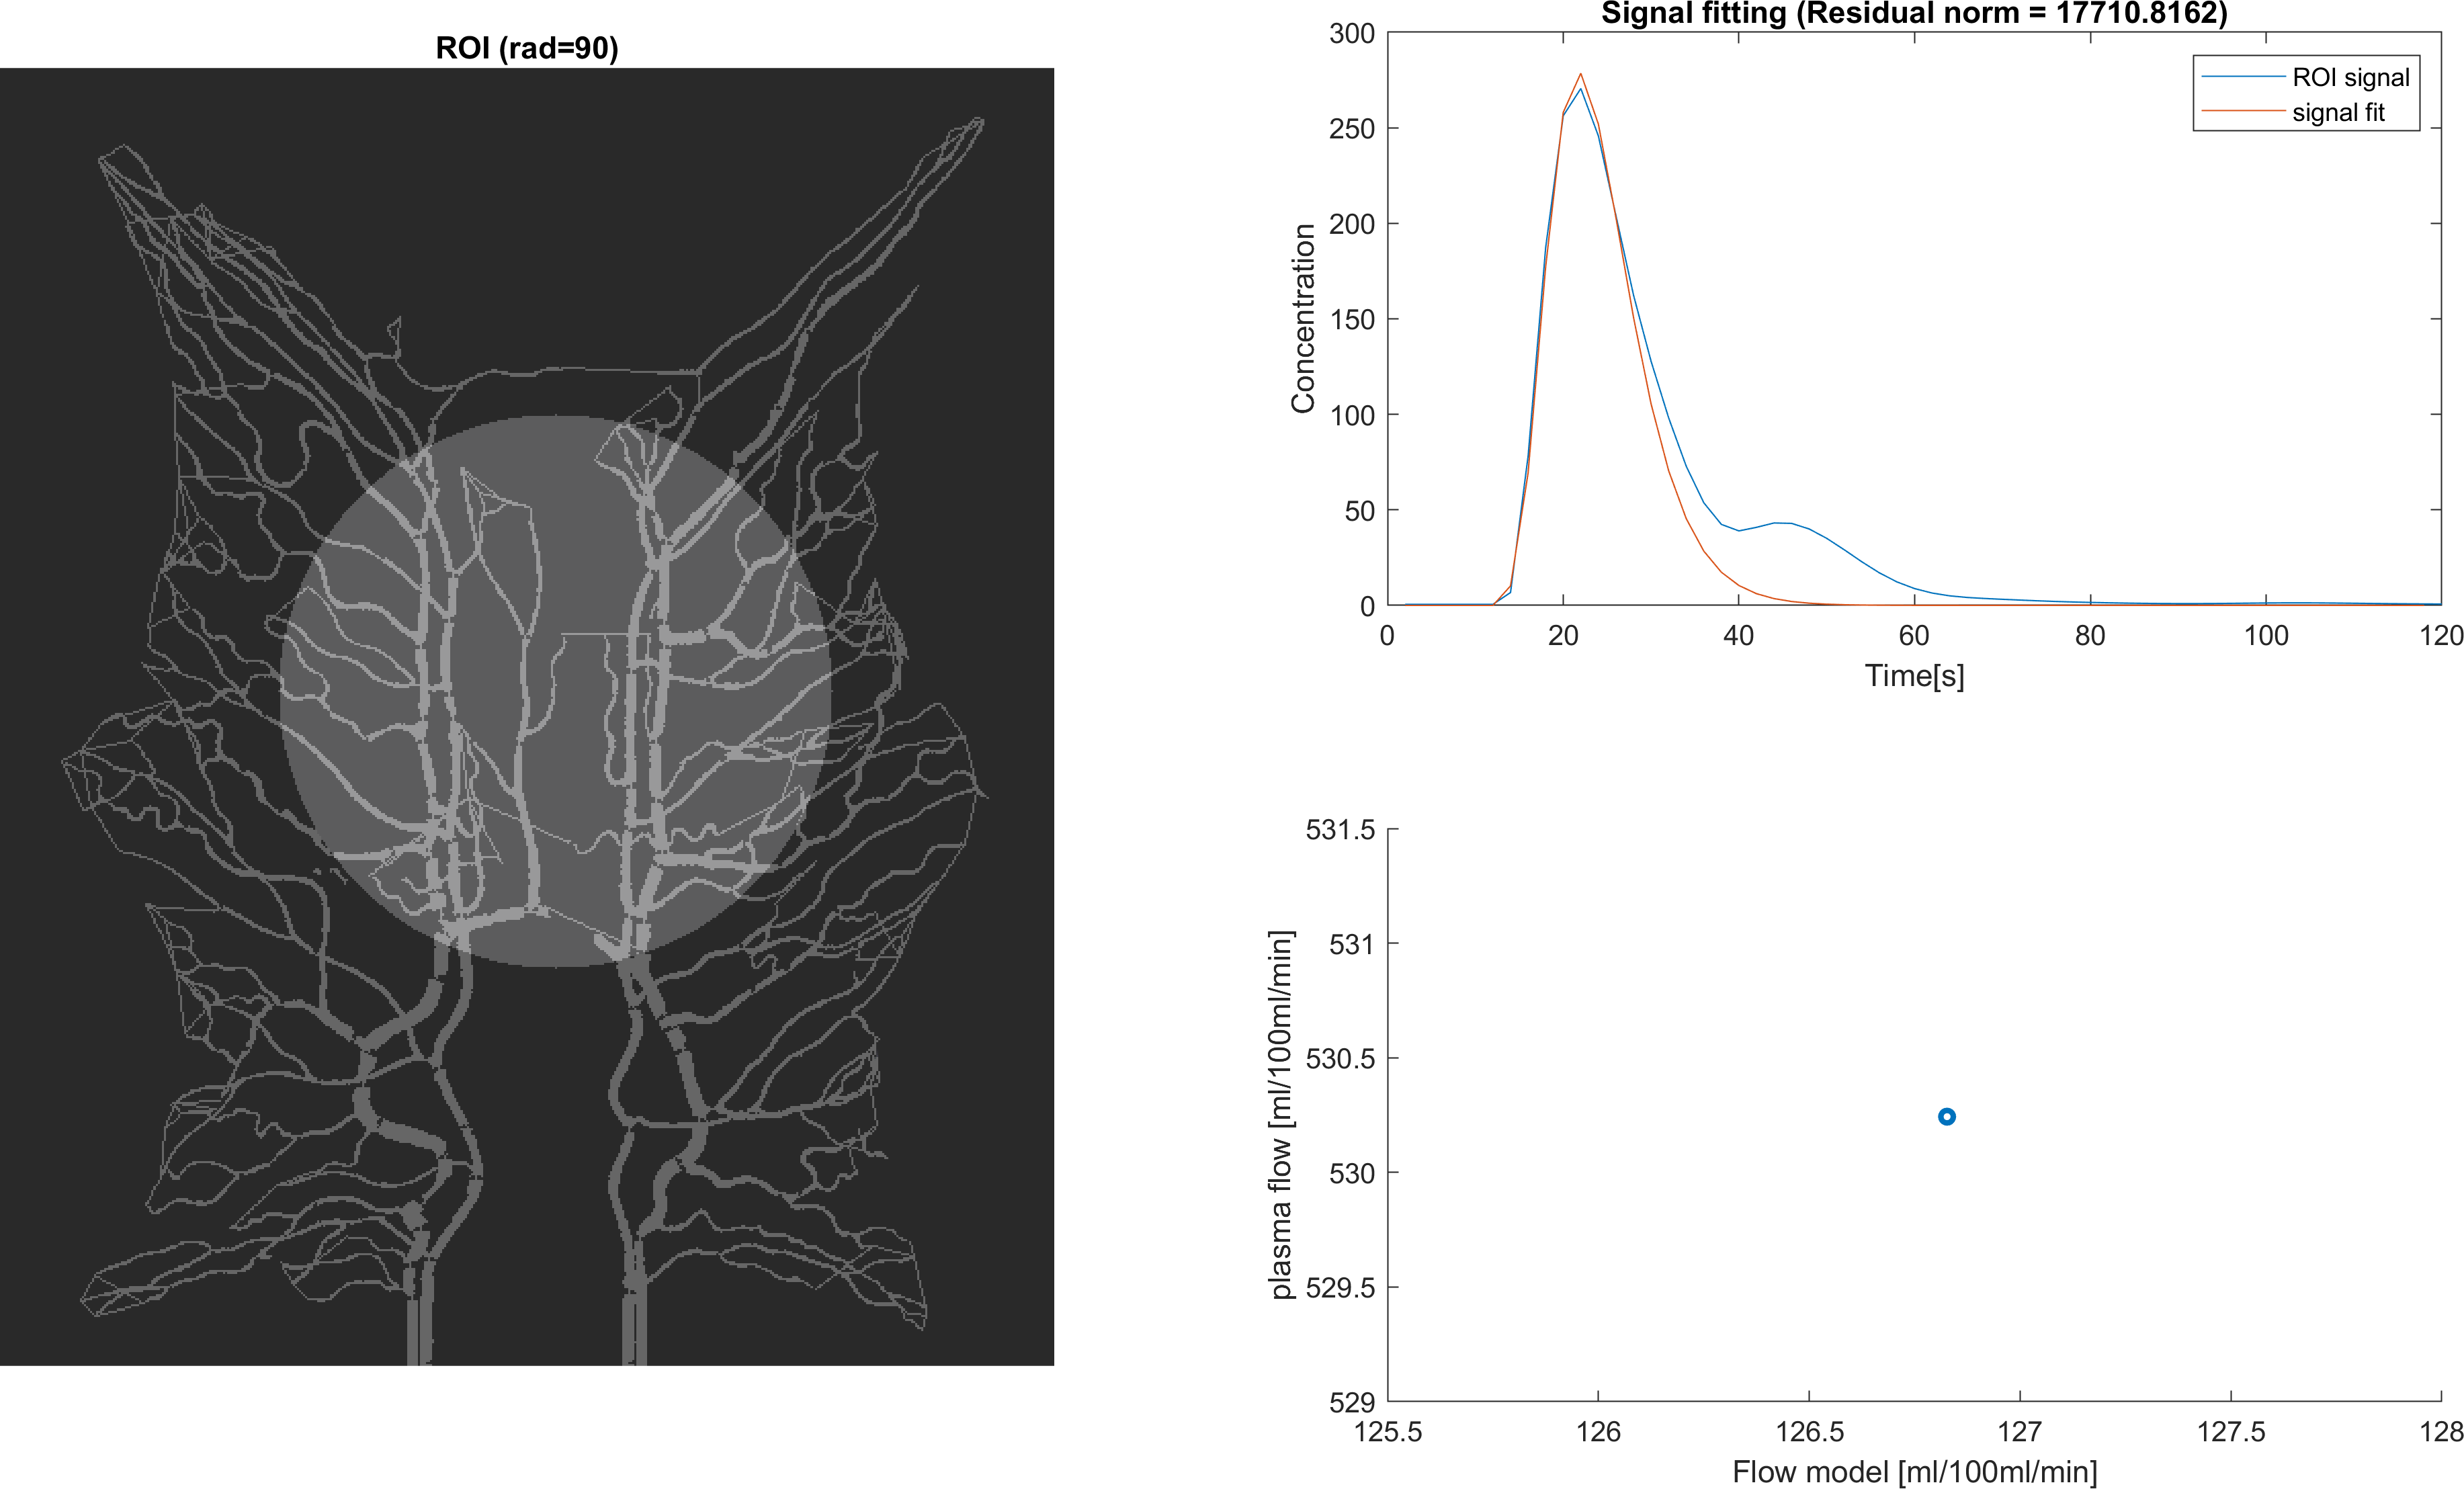 ROI (rad=90)
Signal fitting (Residual norm = 17710.8162)
300
250
200
150
100
50
0
Concentration
ROI signal
signal fit
0 20 40 60 80 100 120
Time[s]
531.5
531
530.5
530
529.5
529
plasma flow [ml/100ml/min]
125.5 126 126.5 127 127.5 128
Flow model [ml/100ml/min]